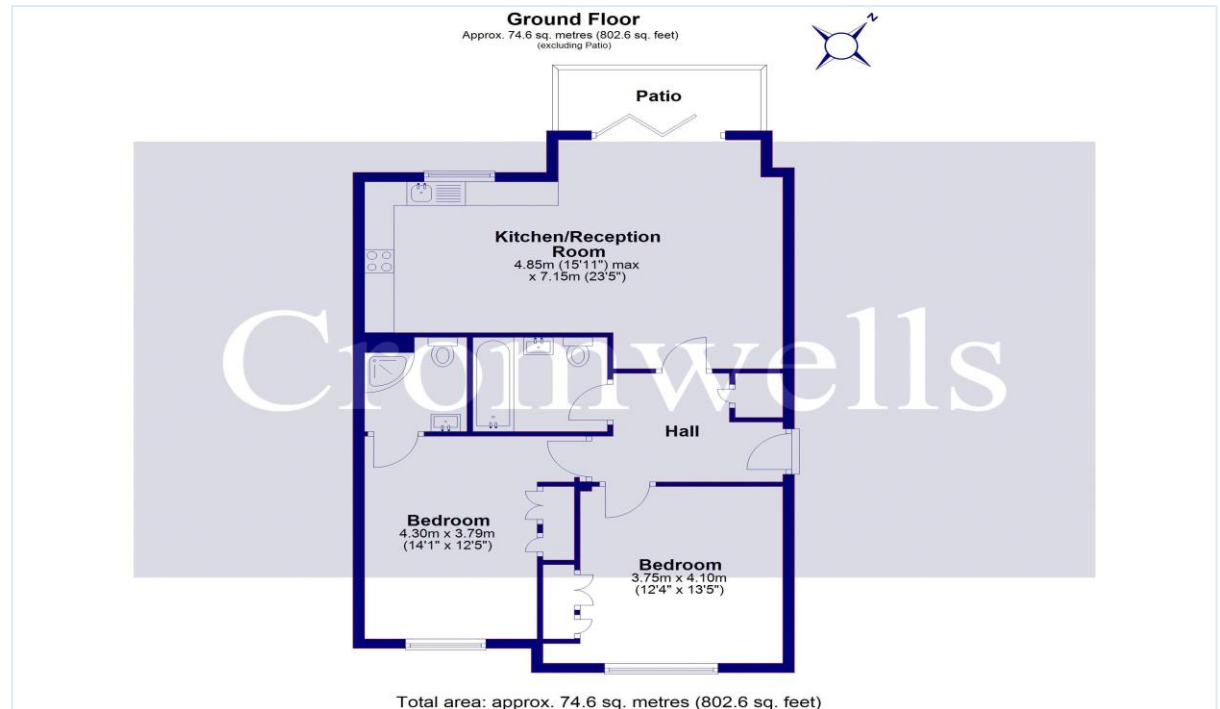 Ground Floor
Approx. 74.6 sq. metres (802.6 sq. feet)
(excluding Patio)
N
Patio
Kitchen/Reception
Room
4.85m (15'11") max
x 7.15m (23'5")
Cromwells
Hall
Bedroom
4.30m x 3.79m
(14'1" x 12'5")
Bedroom
3.75m x 4.10m
(12'4" x 13'5")
Total area: approx. 74.6 sq. metres (802.6 sq. feet)